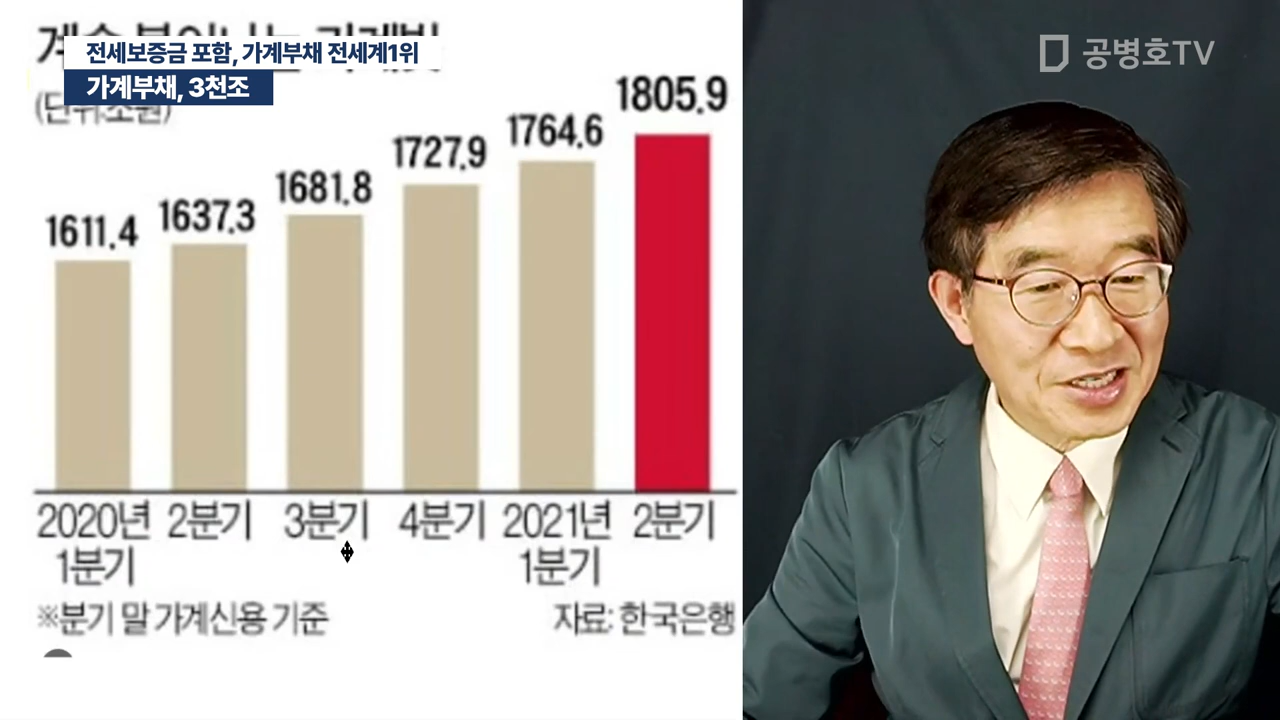 전세보증금 포함, 가계부채 전세계1위
가계부채, 3천조
공병호TV
(단위:조원)
1611.4
1637.3
1681.8
1727.9
1764.6
1805.9
2020년 2분기 3분기 4분기 2021년 2분기
1분기 1분기
※분기 말 가계신용 기준
자료: 한국은행